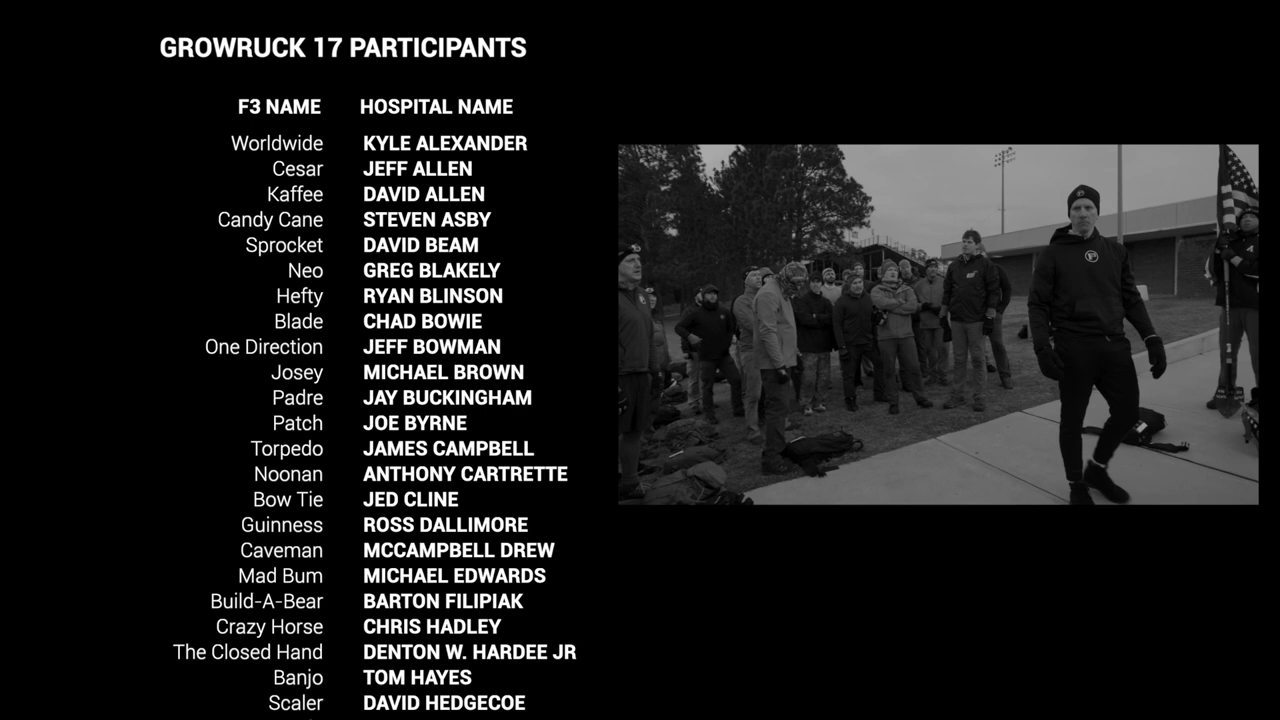 GROWRUCK 17 PARTICIPANTS
F3 NAME HOSPITAL NAME
Worldwide KYLE ALEXANDER
Cesar JEFF ALLEN
Kaffee DAVID ALLEN
Candy Cane STEVEN ASBY
Sprocket DAVID BEAM
Neo GREG BLAKELY
Hefty RYAN BLINSON
Blade CHAD BOWIE
One Direction JEFF BOWMAN
Josey MICHAEL BROWN
Padre JAY BUCKINGHAM
Patch JOE BYRNE
Torpedo JAMES CAMPBELL
Noonan ANTHONY CARTRETTE
Bow Tie JED CLINE
Guinness ROSS DALLIMORE
Caveman MCCAMPBELL DREW
Mad Bum MICHAEL EDWARDS
Build-A-Bear BARTON FILIPIAK
Crazy Horse CHRIS HADLEY
The Closed Hand DENTON W. HARDEE JR
Banjo TOM HAYES
Scaler DAVID HEDGECOE